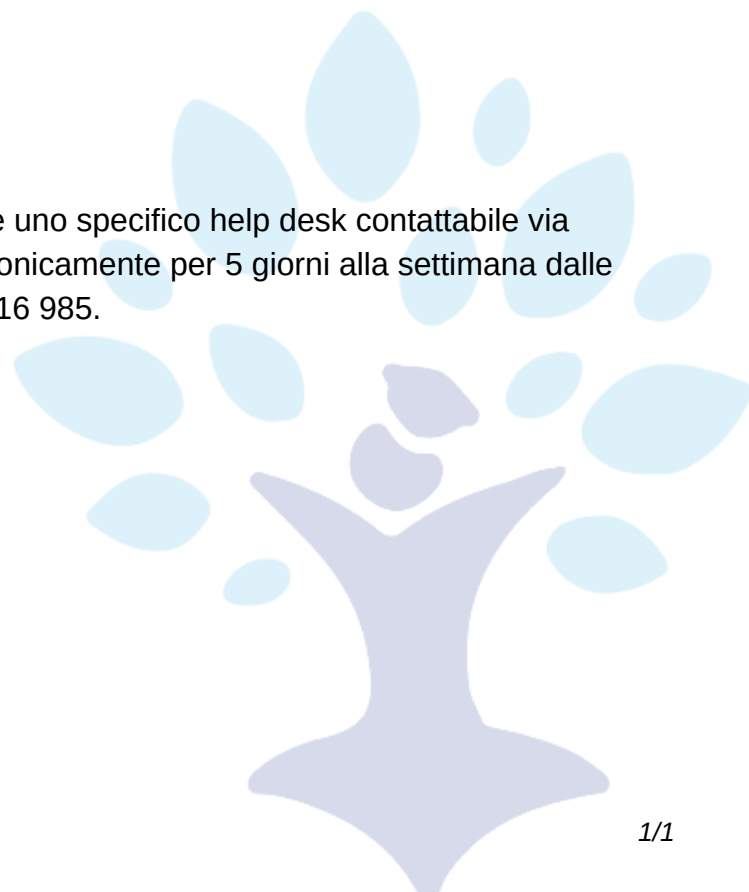 e uno specifico help desk contattabile via
onicamente per 5 giorni alla settimana dalle
16 985.
1/1